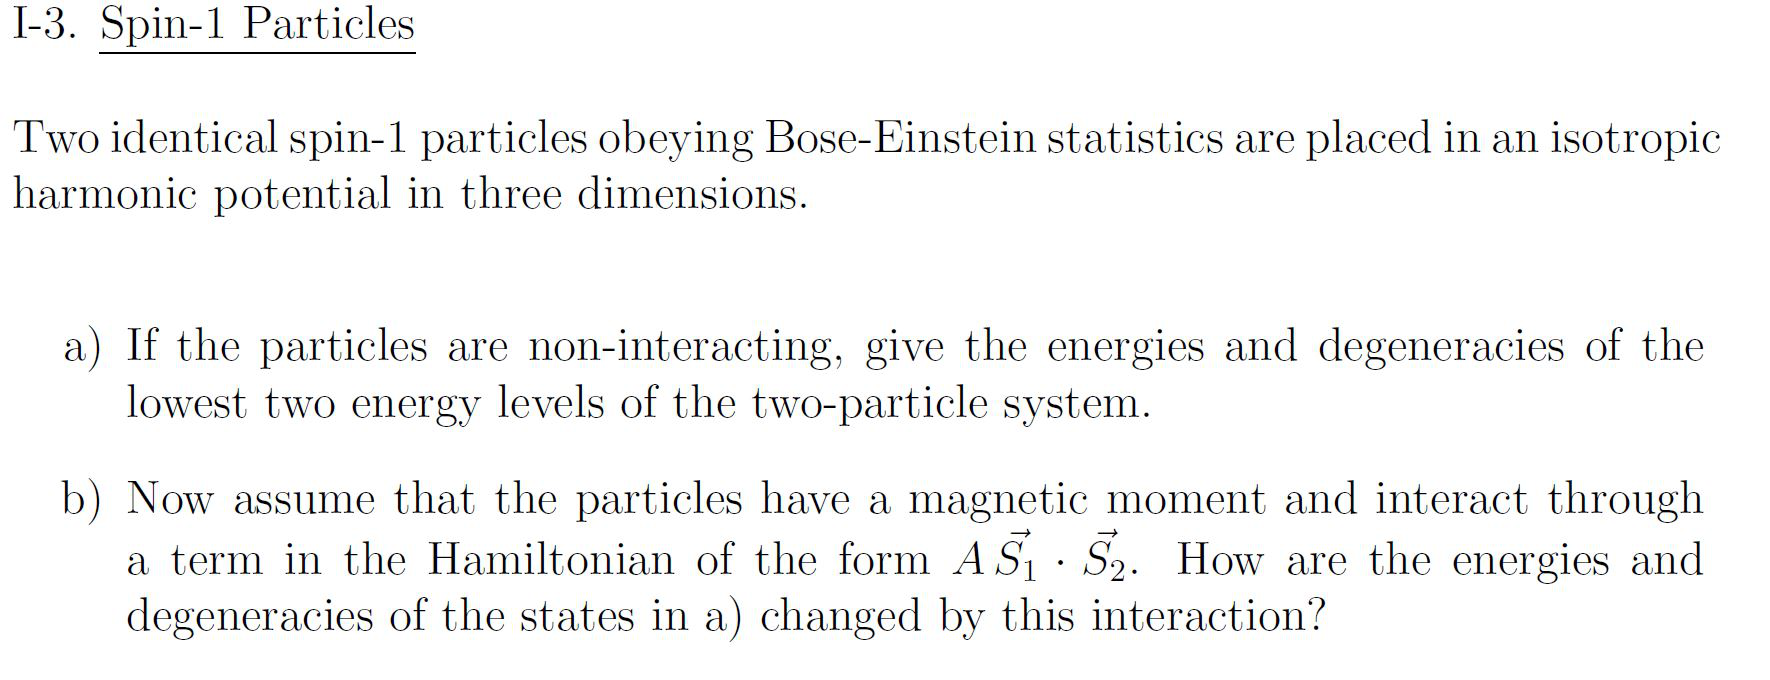 I-3. Spin-1 Particles
Two identical spin-1 particles obeying Bose-Einstein statistics are placed in an isotropic
harmonic potential in three dimensions.
a) If the particles are non-interacting, give the energies and degeneracies of the
lowest two energy levels of the two-particle system.
b) Now assume that the particles have a magnetic moment and interact through
a term in the Hamiltonian of the form $A \, \vec{S}_1 \cdot \vec{S}_2$. How are the energies and
degeneracies of the states in a) changed by this interaction?